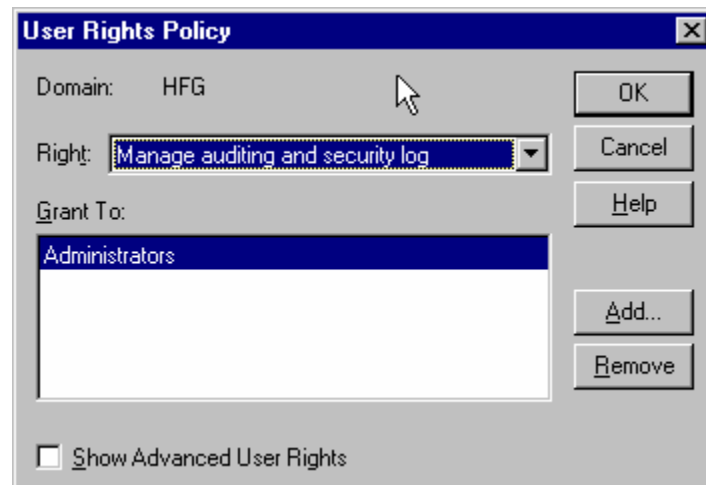 User Rights Policy
Domain: HFG
OK
Right: Manage auditing and security log
Cancel
Grant To:
Help
Administrators
Add...
Remove
Show Advanced User Rights